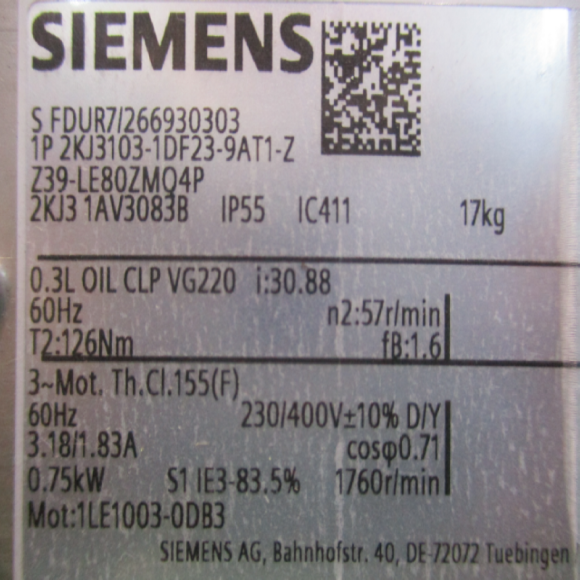 SIEMENS
S FDUR7/266930303
1P 2KJ3103-1DF23-9AT1-Z
Z39-LE80ZMQ4P
2KJ3 1AV3083B IP55 IC411 17kg
0.3L OIL CLP VG220 i:30.88
60Hz n2:57r/min
T2:126Nm fB:1.6
3~Mot. Th.Cl.155(F)
60Hz 230/400V±10% D/Y
3.18/1.83A cosφ0.71
0.75kW S1 IE3-83.5% 1760r/min
Mot:1LE1003-0DB3
SIEMENS AG, Bahnhofstr. 40, DE-72072 Tuebingen